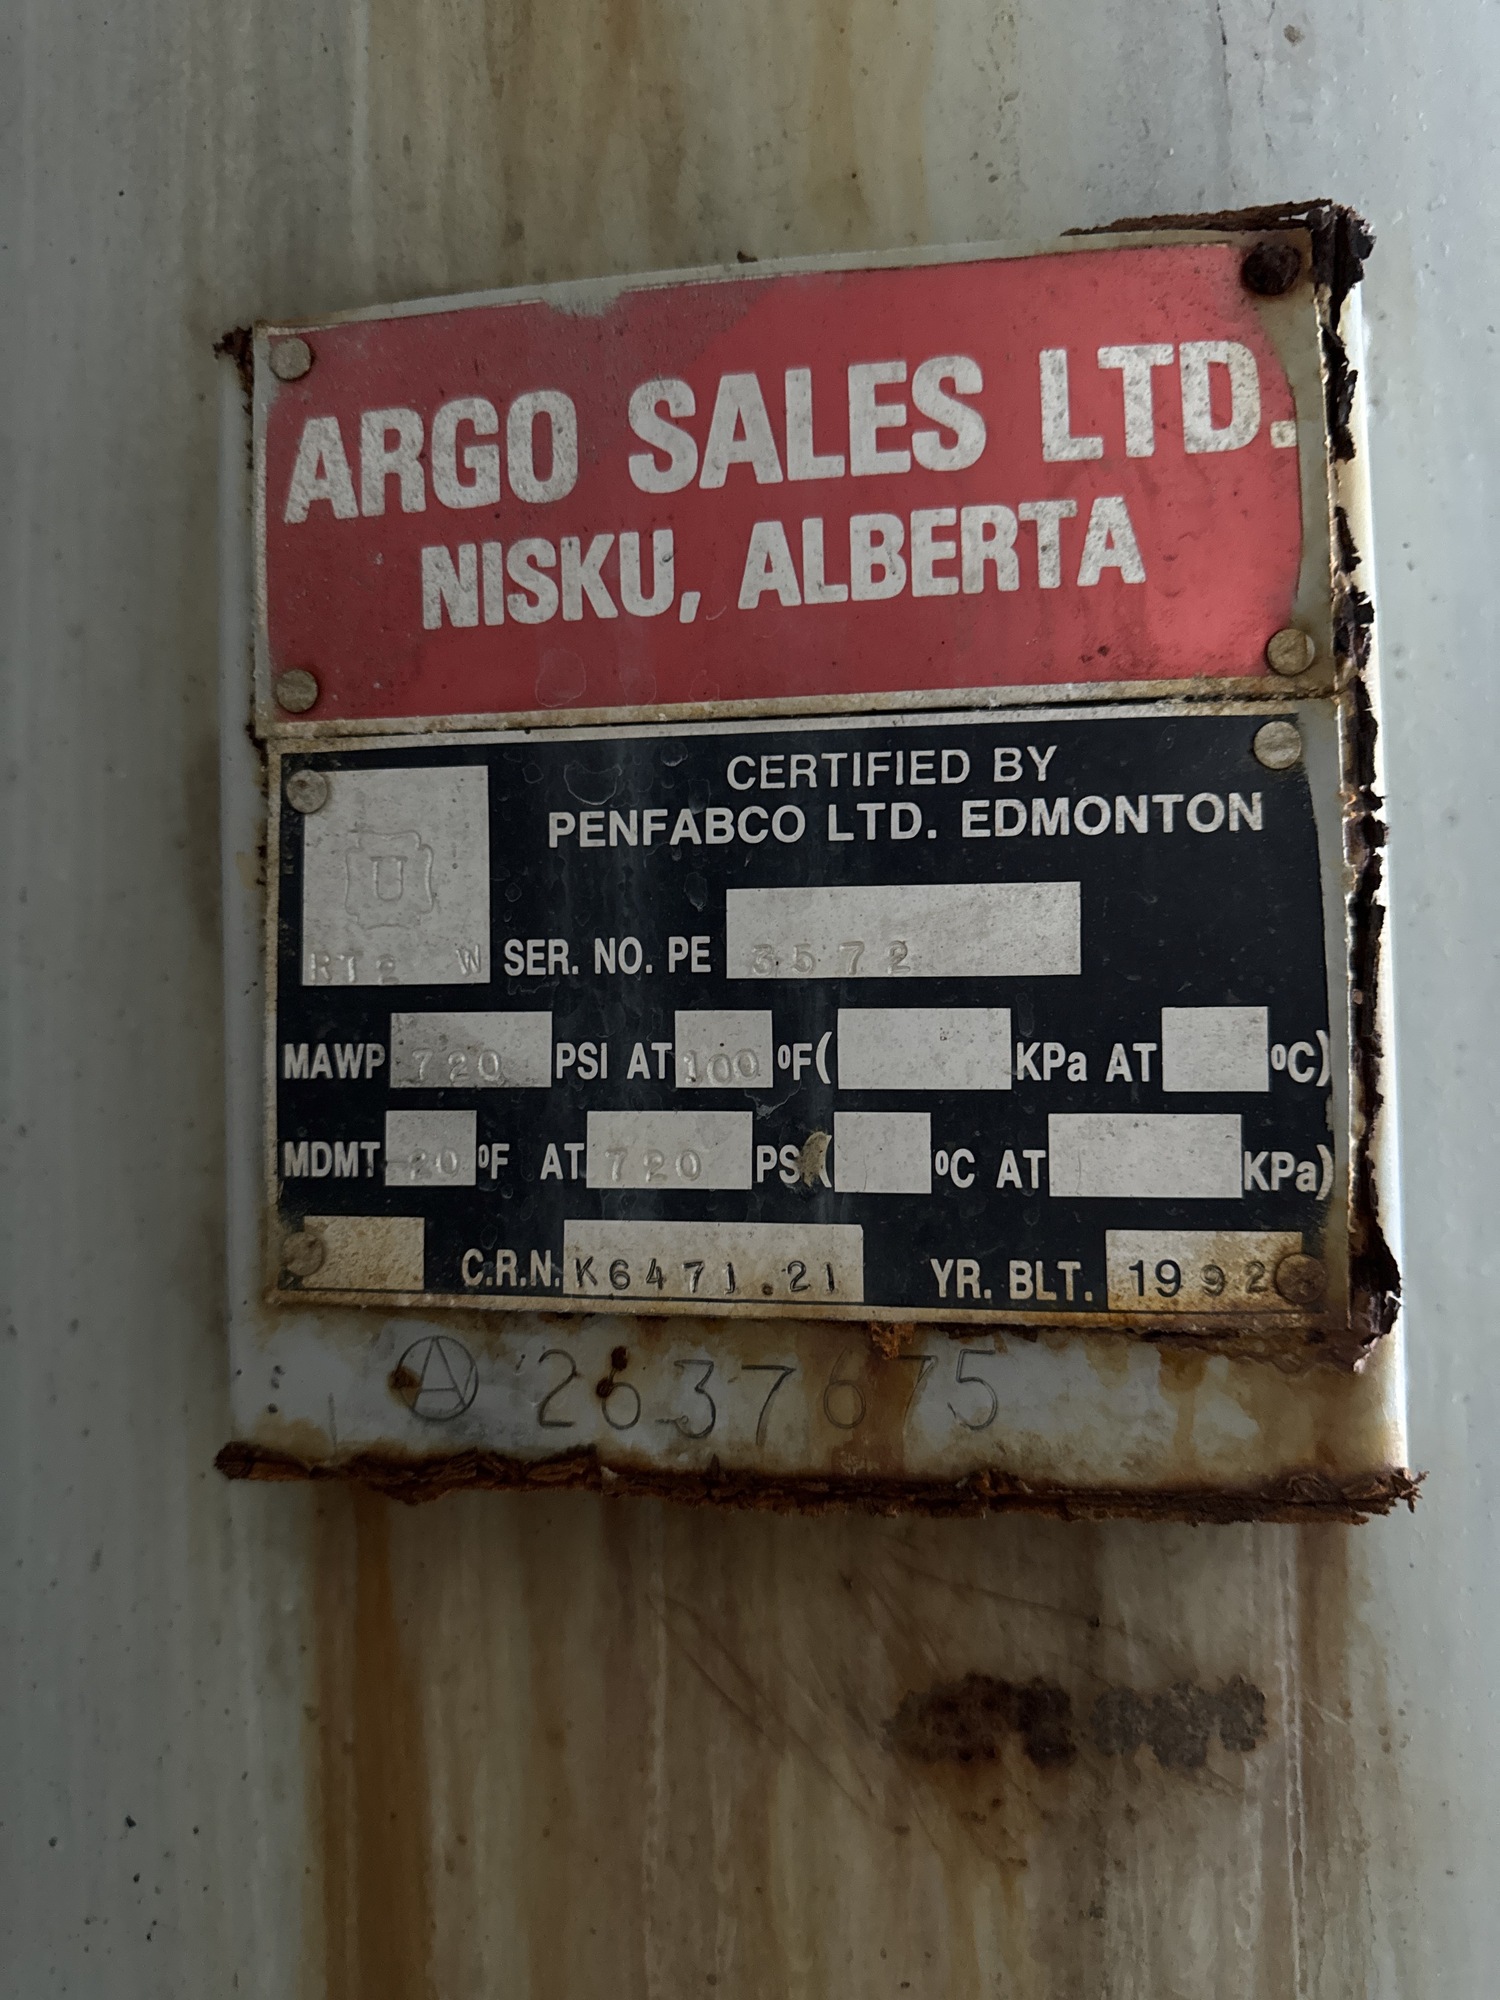 ARGO SALES LTD.
NISKU, ALBERTA
CERTIFIED BY
PENFABCO LTD. EDMONTON
U
RT2 W SER. NO. PE 3572
MAWP 720 PSI AT 100 ºF( KPa AT ºC)
MDMT -20 ºF AT 720 PSI( ºC AT KPa)
C.R.N. K6471.21 YR. BLT. 1992
A 2637675